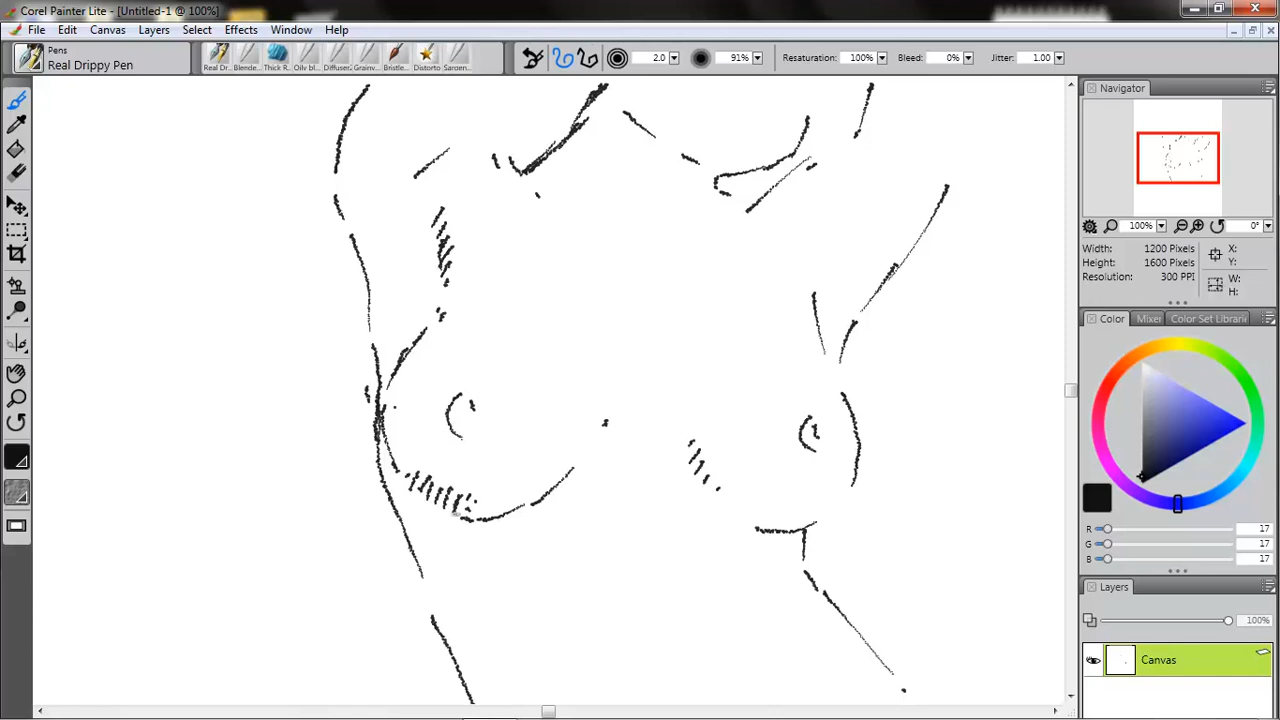 Corel Painter Lite - [Untitled-1 @ 100%]
File Edit Canvas Layers Select Effects Window Help
Pens
Real Drippy Pen
Real Dr... Blende... Thick R... Oily bl... Diffuser... Grainy... Bristle... Distorto
2.0 91% Resaturation: 100% Bleed: 0% Jitter: 1.00
Navigator
100% 0°
Width: 1200 Pixels X:
Height: 1600 Pixels Y:
Resolution: 300 PPI W:
H:
Color Mixer Color Set Librarie
R 17
G 17
B 17
Layers
100%
Canvas